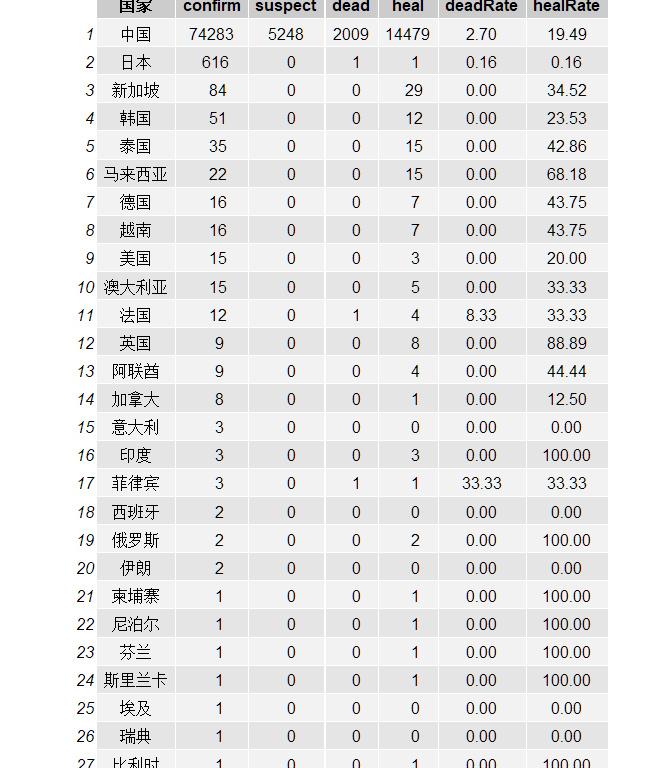 国家 confirm suspect dead heal deadRate healRate
1 中国 74283 5248 2009 14479 2.70 19.49
2 日本 616 0 1 1 0.16 0.16
3 新加坡 84 0 0 29 0.00 34.52
4 韩国 51 0 0 12 0.00 23.53
5 泰国 35 0 0 15 0.00 42.86
6 马来西亚 22 0 0 15 0.00 68.18
7 德国 16 0 0 7 0.00 43.75
8 越南 16 0 0 7 0.00 43.75
9 美国 15 0 0 3 0.00 20.00
10 澳大利亚 15 0 0 5 0.00 33.33
11 法国 12 0 1 4 8.33 33.33
12 英国 9 0 0 8 0.00 88.89
13 阿联酋 9 0 0 4 0.00 44.44
14 加拿大 8 0 0 1 0.00 12.50
15 意大利 3 0 0 0 0.00 0.00
16 印度 3 0 0 3 0.00 100.00
17 菲律宾 3 0 1 1 33.33 33.33
18 西班牙 2 0 0 0 0.00 0.00
19 俄罗斯 2 0 0 2 0.00 100.00
20 伊朗 2 0 0 0 0.00 0.00
21 柬埔寨 1 0 0 1 0.00 100.00
22 尼泊尔 1 0 0 1 0.00 100.00
23 芬兰 1 0 0 1 0.00 100.00
24 斯里兰卡 1 0 0 1 0.00 100.00
25 埃及 1 0 0 0 0.00 0.00
26 瑞典 1 0 0 0 0.00 0.00
27 比利时 1 0 0 1 0.00 100.00